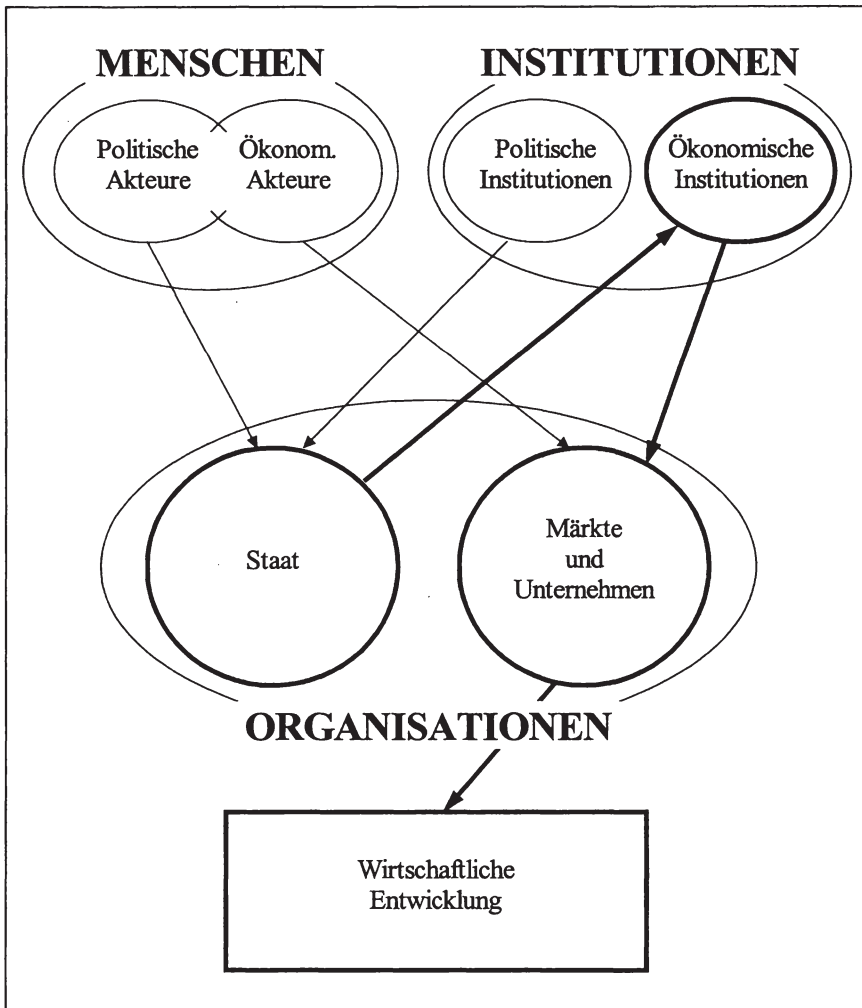 MENSCHEN
INSTITUTIONEN
Politische
Akteure
Ökonom.
Akteure
Politische
Institutionen
Ökonomische
Institutionen
Staat
Märkte
und
Unternehmen
ORGANISATIONEN
Wirtschaftliche
Entwicklung